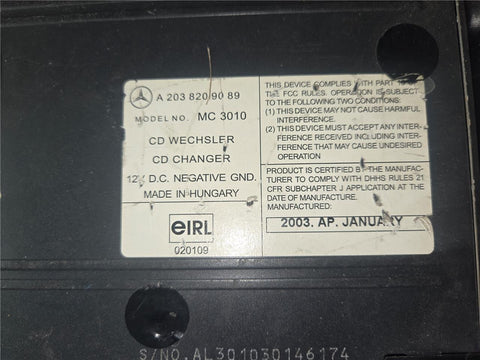 A 203 820 90 89
MODEL NO. MC 3010
CD WECHSLER
CD CHANGER
12V D.C. NEGATIVE GND.
MADE IN HUNGARY
eIRL
020109
THIS DEVICE COMPLIES WITH PART 15 OF
THE FCC RULES. OPERATION IS SUBJECT
TO THE FOLLOWING TWO CONDITIONS:
(1) THIS DEVICE MAY NOT CAUSE HARMFUL
INTERFERENCE.
(2) THIS DEVICE MUST ACCEPT ANY INTER-
FERENCE RECEIVED INCLUDING INTER-
FERENCE THAT MAY CAUSE UNDESIRED
OPERATION
PRODUCT IS CERTIFIED BY THE MANUFAC-
TURER TO COMPLY WITH DHHS RULES 21
CFR SUBCHAPTER J APPLICATION AT THE
DATE OF MANUFACTURE.
MANUFACTURED:
2003. AP. JANUARY
S/NO.AL301030146174